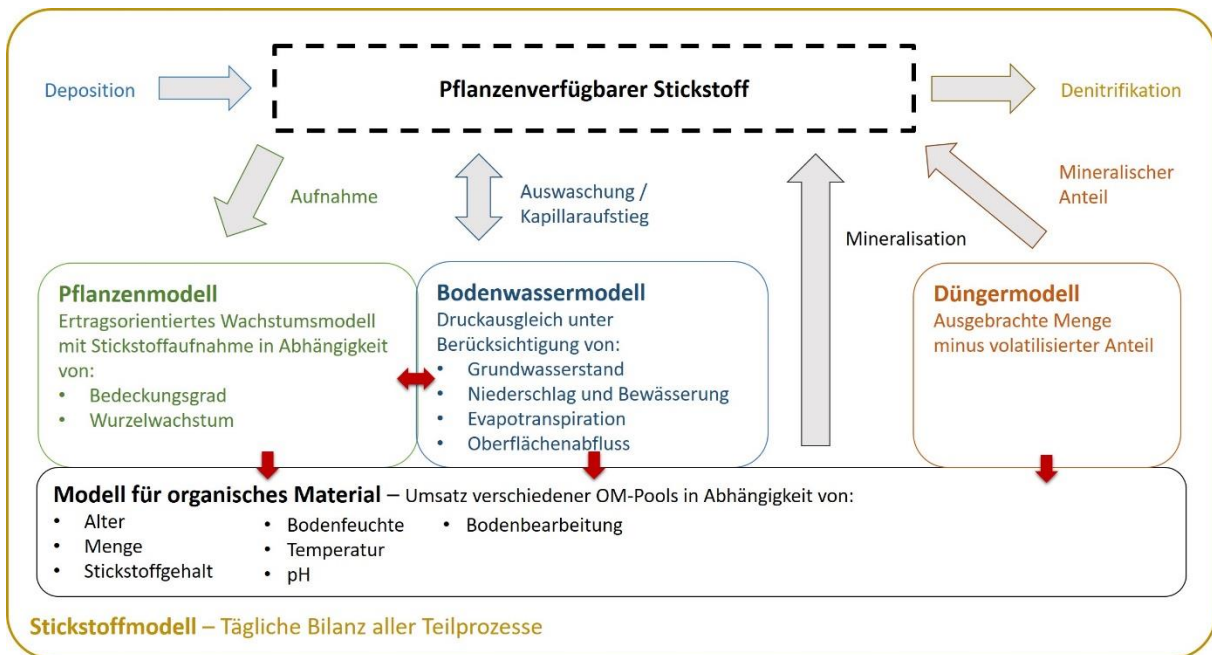 Deposition
Pflanzenverfügbarer Stickstoff
Denitrifikation
Aufnahme
Auswaschung /
Kapillaraufstieg
Mineralisation
Mineralischer
Anteil
Pflanzenmodell
Ertragsorientiertes Wachstumsmodell
mit Stickstoffaufnahme in Abhängigkeit
von:
• Bedeckungsgrad
• Wurzelwachstum
Bodenwassermodell
Druckausgleich unter
Berücksichtigung von:
• Grundwasserstand
• Niederschlag und Bewässerung
• Evapotranspiration
• Oberflächenabfluss
Düngermodell
Ausgebrachte Menge
minus volatilisierter Anteil
Modell für organisches Material – Umsatz verschiedener OM-Pools in Abhängigkeit von:
• Alter
• Menge
• Stickstoffgehalt
• Bodenfeuchte
• Temperatur
• pH
• Bodenbearbeitung
Stickstoffmodell – Tägliche Bilanz aller Teilprozesse